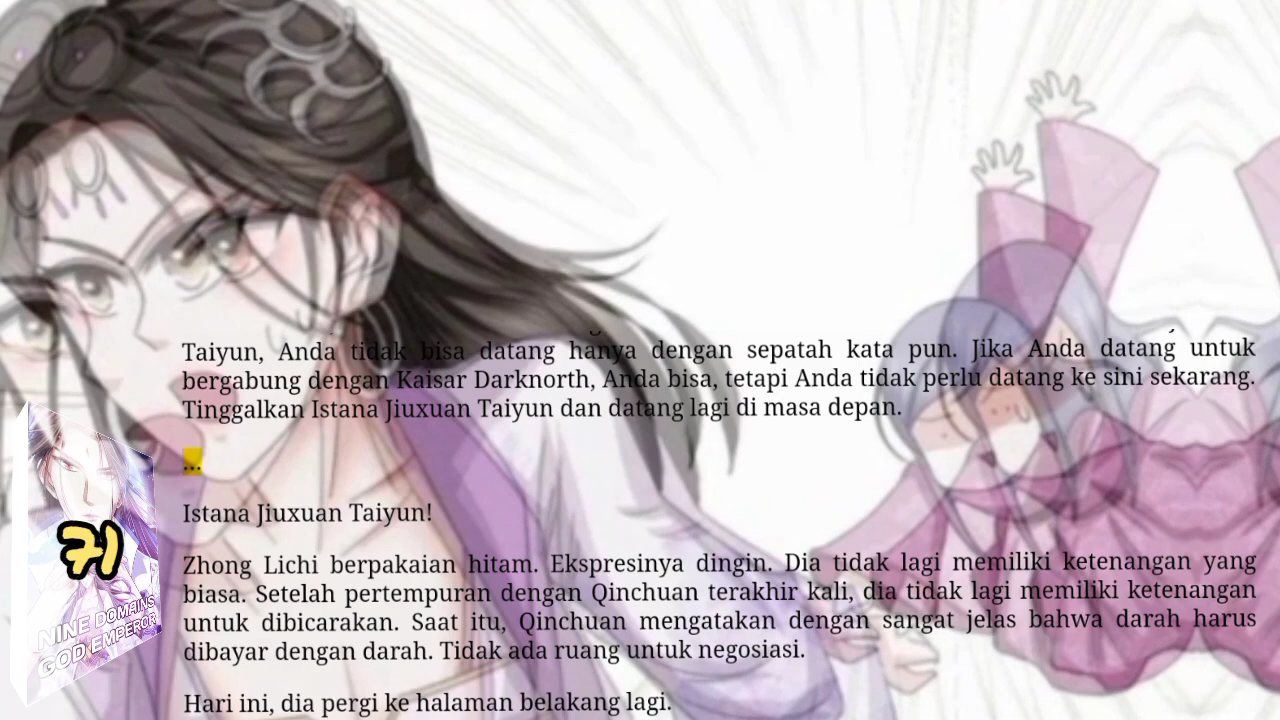 Taiyun, Anda tidak bisa datang hanya dengan sepatah kata pun. Jika Anda datang untuk
bergabung dengan Kaisar Darknorth, Anda bisa, tetapi Anda tidak perlu datang ke sini sekarang.
Tinggalkan Istana Jiuxuan Taiyun dan datang lagi di masa depan.
...
Istana Jiuxuan Taiyun!
Zhong Lichi berpakaian hitam. Ekspresinya dingin. Dia tidak lagi memiliki ketenangan yang
biasa. Setelah pertempuran dengan Qinchuan terakhir kali, dia tidak lagi memiliki ketenangan
untuk dibicarakan. Saat itu, Qinchuan mengatakan dengan sangat jelas bahwa darah harus
dibayar dengan darah. Tidak ada ruang untuk negosiasi.
Hari ini, dia pergi ke halaman belakang lagi.
71
NINE DOMAINS
GOD EMPEROR